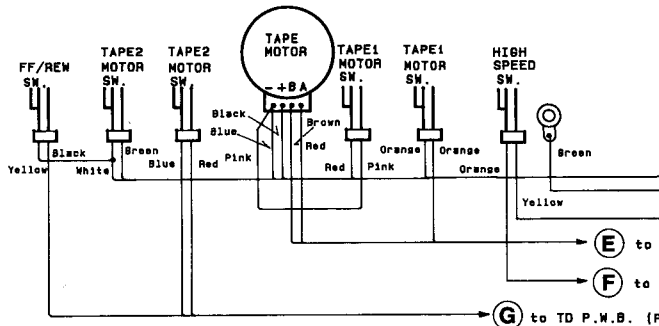 FF/REW
SW.
TAPE2
MOTOR
SW.
TAPE2
MOTOR
SW.
TAPE
MOTOR
- + B A
TAPE1
MOTOR
SW.
TAPE1
MOTOR
SW.
HIGH
SPEED
SW.
Black
Blue
Brown
Red
Black
Yellow
White
Green
Blue
Red
Pink
Red
Pink
Orange
Orange
Orange
Green
Yellow
E to
F to
G to TD P.W.B.